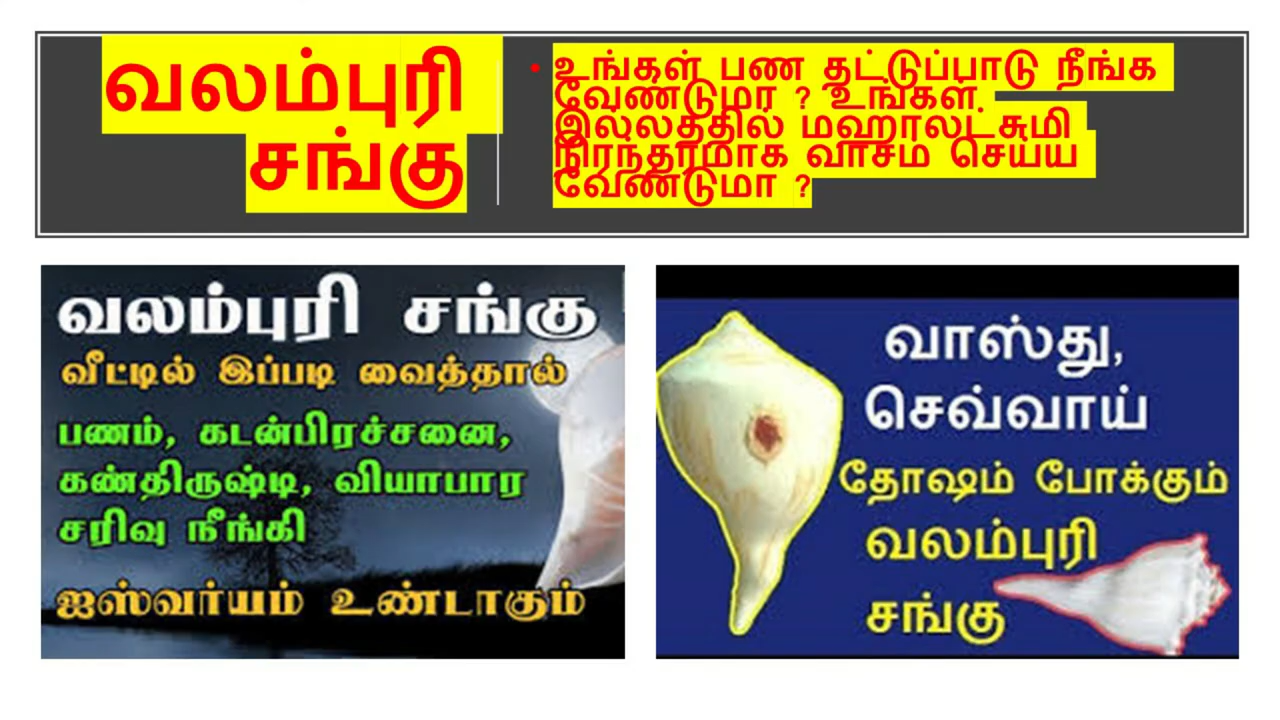 வலம்புரி
சங்கு
• உங்கள் பண தட்டுப்பாடு நீங்க
வேண்டுமா ? உங்கள்
இல்லத்தில் மஹாலட்சுமி
நிரந்தரமாக வாசம் செய்ய
வேண்டுமா ?
வலம்புரி சங்கு
வீட்டில் இப்படி வைத்தால்
பணம், கடன்பிரச்சனை,
கண்திருஷ்டி, வியாபார
சரிவு நீங்கி
ஐஸ்வர்யம் உண்டாகும்
வாஸ்து,
செவ்வாய்
தோஷம் போக்கும்
வலம்புரி
சங்கு